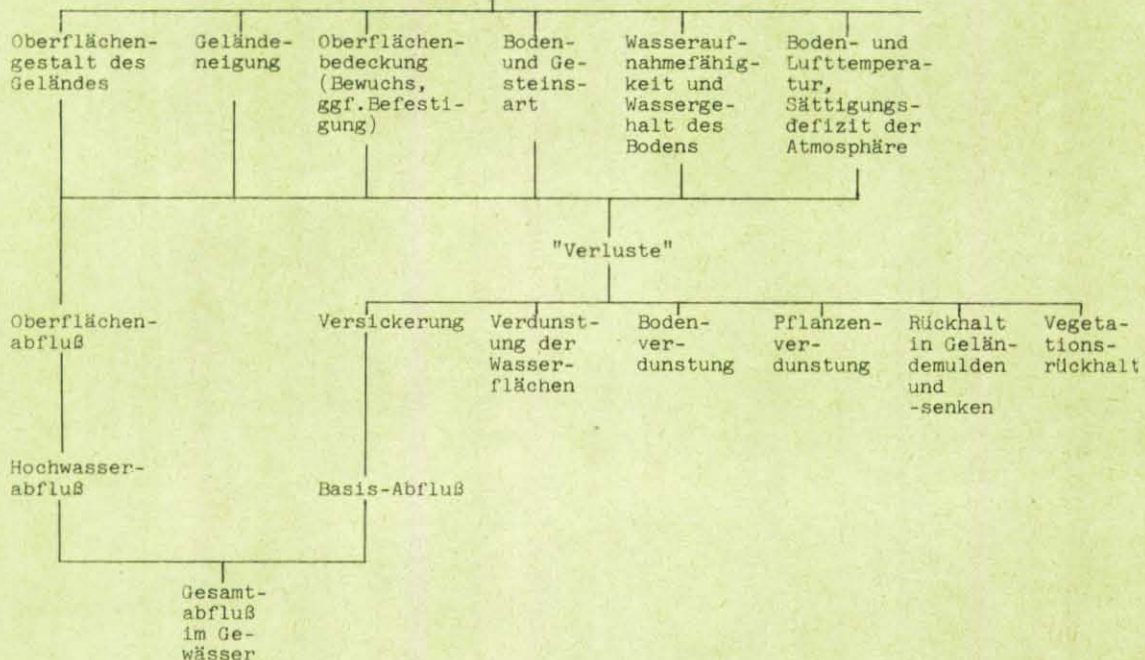 Oberflächen-
gestalt des
Geländes
Gelände-
neigung
Oberflächen-
bedeckung
(Bewuchs,
ggf.Befesti-
gung)
Boden-
und Ge-
steins-
art
Wasserauf-
nahmefähig-
keit und
Wasserge-
halt des
Bodens
Boden- und
Lufttempera-
tur,
Sättigungs-
defizit der
Atmosphäre
"Verluste"
Oberflächen-
abfluß
Versickerung
Verdunst-
ung der
Wasser-
flächen
Boden-
ver-
dunstung
Pflanzen-
ver-
dunstung
Rückhalt
in Gelän-
demulden
und
-senken
Vegeta-
tions-
rückhalt
Hochwasser-
abfluß
Basis-Abfluß
Gesamt-
abfluß
im Ge-
wässer